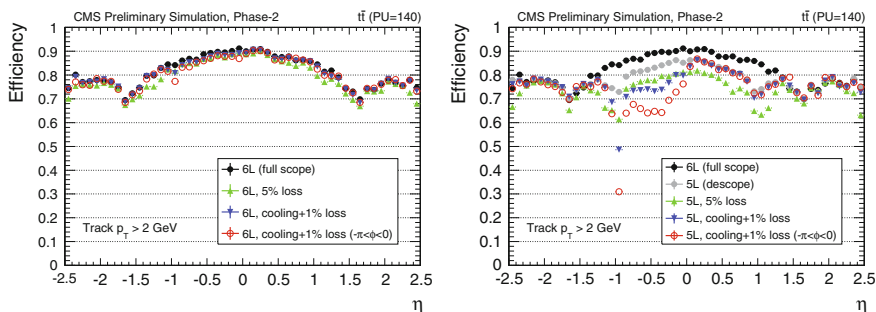 CMS Preliminary Simulation, Phase-2 tt̄ (PU=140)
Efficiency
1
0.9
0.8
0.7
0.6
0.5
0.4
0.3
0.2
0.1
0
6L (full scope)
6L, 5% loss
6L, cooling+1% loss
6L, cooling+1% loss (-π<ϕ<0)
Track p_T > 2 GeV
-2.5 -2 -1.5 -1 -0.5 0 0.5 1 1.5 2 2.5
η
CMS Preliminary Simulation, Phase-2 tt̄ (PU=140)
Efficiency
1
0.9
0.8
0.7
0.6
0.5
0.4
0.3
0.2
0.1
0
6L (full scope)
5L (descope)
5L, 5% loss
5L, cooling+1% loss
5L, cooling+1% loss (-π<ϕ<0)
Track p_T > 2 GeV
-2.5 -2 -1.5 -1 -0.5 0 0.5 1 1.5 2 2.5
η